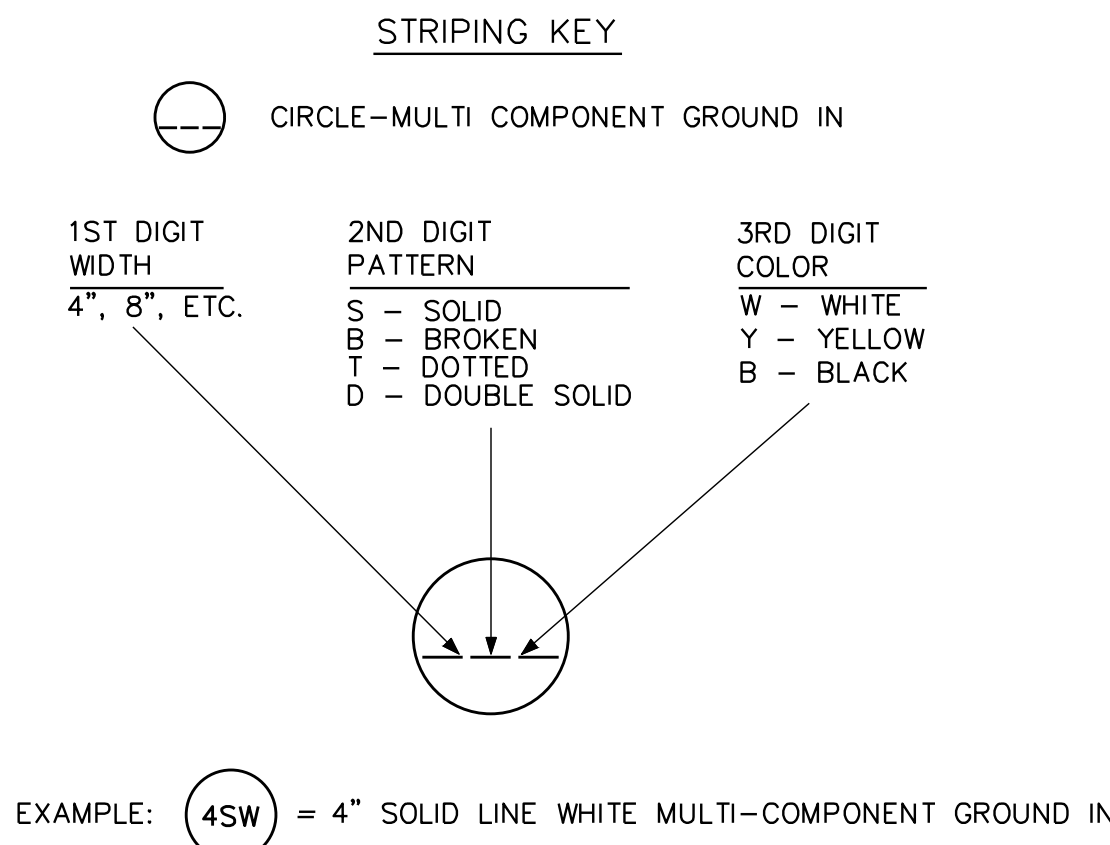 STRIPING KEY
CIRCLE-MULTI COMPONENT GROUND IN
1ST DIGIT
WIDTH
4", 8", ETC.
2ND DIGIT
PATTERN
S - SOLID
B - BROKEN
T - DOTTED
D - DOUBLE SOLID
3RD DIGIT
COLOR
W - WHITE
Y - YELLOW
B - BLACK
EXAMPLE: 4SW = 4" SOLID LINE WHITE MULTI-COMPONENT GROUND IN